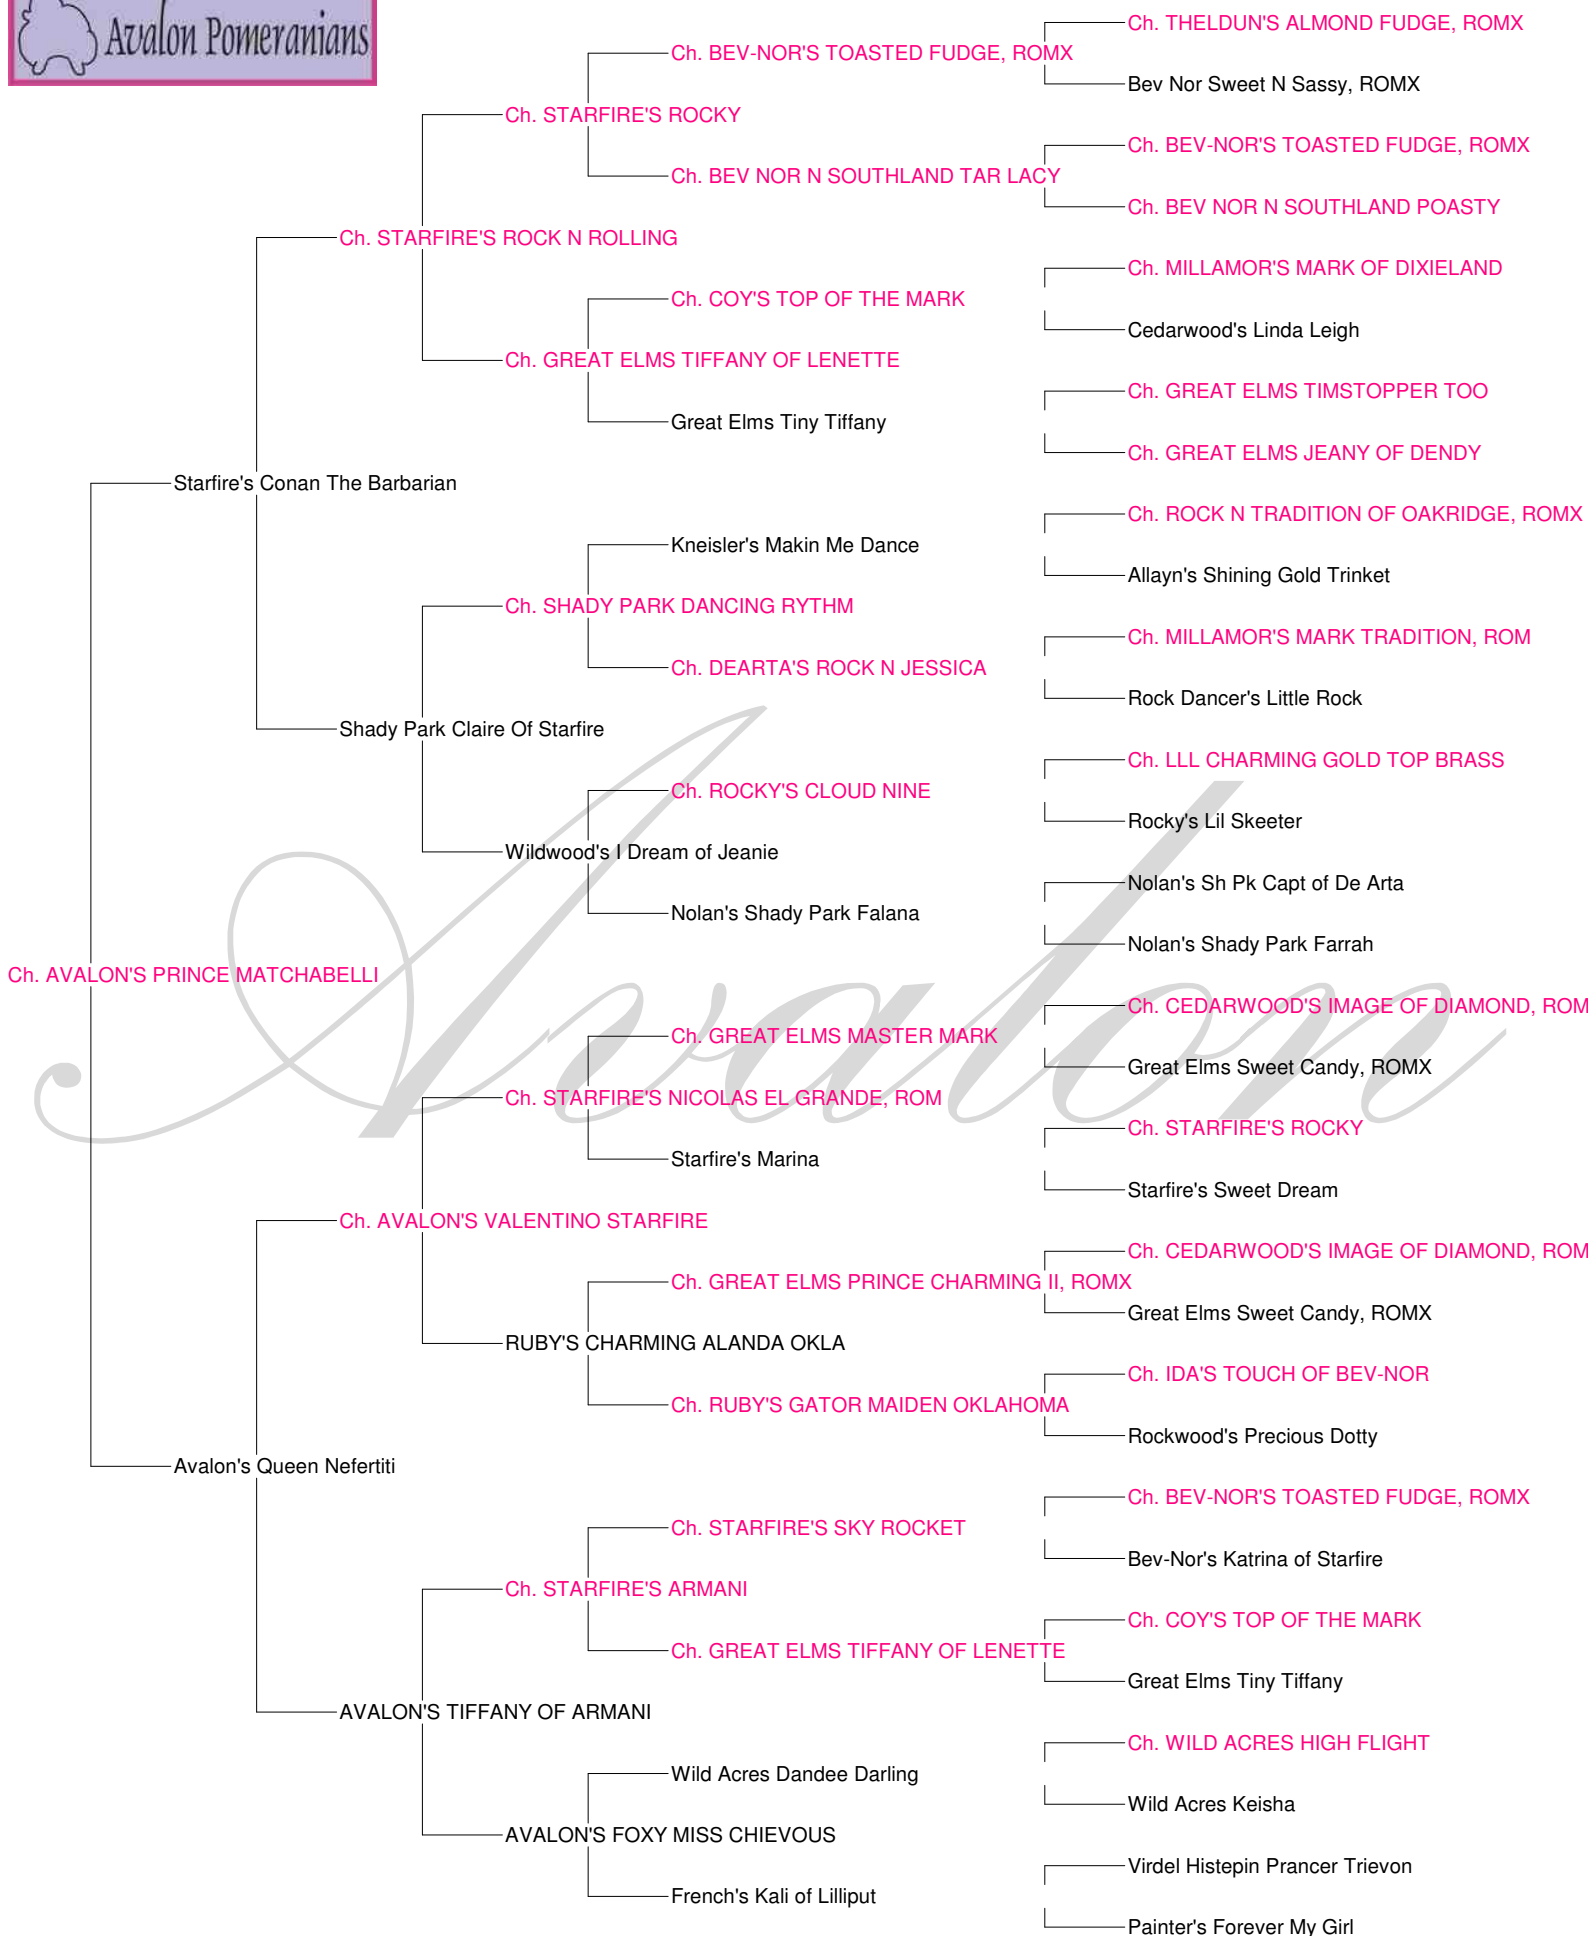 Avalon Pomeranians
Ch. THELDUN'S ALMOND FUDGE, ROMX
Ch. BEV-NOR'S TOASTED FUDGE, ROMX
Bev Nor Sweet N Sassy, ROMX
Ch. STARFIRE'S ROCKY
Ch. BEV-NOR'S TOASTED FUDGE, ROMX
Ch. BEV NOR N SOUTHLAND TAR LACY
Ch. BEV NOR N SOUTHLAND POASTY
Ch. STARFIRE'S ROCK N ROLLING
Ch. MILLAMOR'S MARK OF DIXIELAND
Ch. COY'S TOP OF THE MARK
Cedarwood's Linda Leigh
Ch. GREAT ELMS TIFFANY OF LENETTE
Ch. GREAT ELMS TIMSTOPPER TOO
Great Elms Tiny Tiffany
Ch. GREAT ELMS JEANY OF DENDY
Starfire's Conan The Barbarian
Ch. ROCK N TRADITION OF OAKRIDGE, ROMX
Kneisler's Makin Me Dance
Allayn's Shining Gold Trinket
Ch. SHADY PARK DANCING RYTHM
Ch. MILLAMOR'S MARK TRADITION, ROM
Ch. DEARTA'S ROCK N JESSICA
Rock Dancer's Little Rock
Shady Park Claire Of Starfire
Ch. LLL CHARMING GOLD TOP BRASS
Ch. ROCKY'S CLOUD NINE
Rocky's Lil Skeeter
Wildwood's I Dream of Jeanie
Nolan's Sh Pk Capt of De Arta
Nolan's Shady Park Falana
Nolan's Shady Park Farrah
Ch. AVALON'S PRINCE MATCHABELLI
Ch. CEDARWOOD'S IMAGE OF DIAMOND, ROM
Ch. GREAT ELMS MASTER MARK
Great Elms Sweet Candy, ROMX
Ch. STARFIRE'S NICOLAS EL GRANDE, ROM
Avalon
Ch. STARFIRE'S ROCKY
Starfire's Marina
Starfire's Sweet Dream
Ch. AVALON'S VALENTINO STARFIRE
Ch. CEDARWOOD'S IMAGE OF DIAMOND, ROM
Ch. GREAT ELMS PRINCE CHARMING II, ROMX
Great Elms Sweet Candy, ROMX
RUBY'S CHARMING ALANDA OKLA
Ch. IDA'S TOUCH OF BEV-NOR
Ch. RUBY'S GATOR MAIDEN OKLAHOMA
Rockwood's Precious Dotty
Avalon's Queen Nefertiti
Ch. BEV-NOR'S TOASTED FUDGE, ROMX
Ch. STARFIRE'S SKY ROCKET
Bev-Nor's Katrina of Starfire
Ch. STARFIRE'S ARMANI
Ch. COY'S TOP OF THE MARK
Ch. GREAT ELMS TIFFANY OF LENETTE
Great Elms Tiny Tiffany
AVALON'S TIFFANY OF ARMANI
Ch. WILD ACRES HIGH FLIGHT
Wild Acres Dandee Darling
Wild Acres Keisha
AVALON'S FOXY MISS CHIEVOUS
Virdel Histepin Prancer Trievon
French's Kali of Lilliput
Painter's Forever My Girl